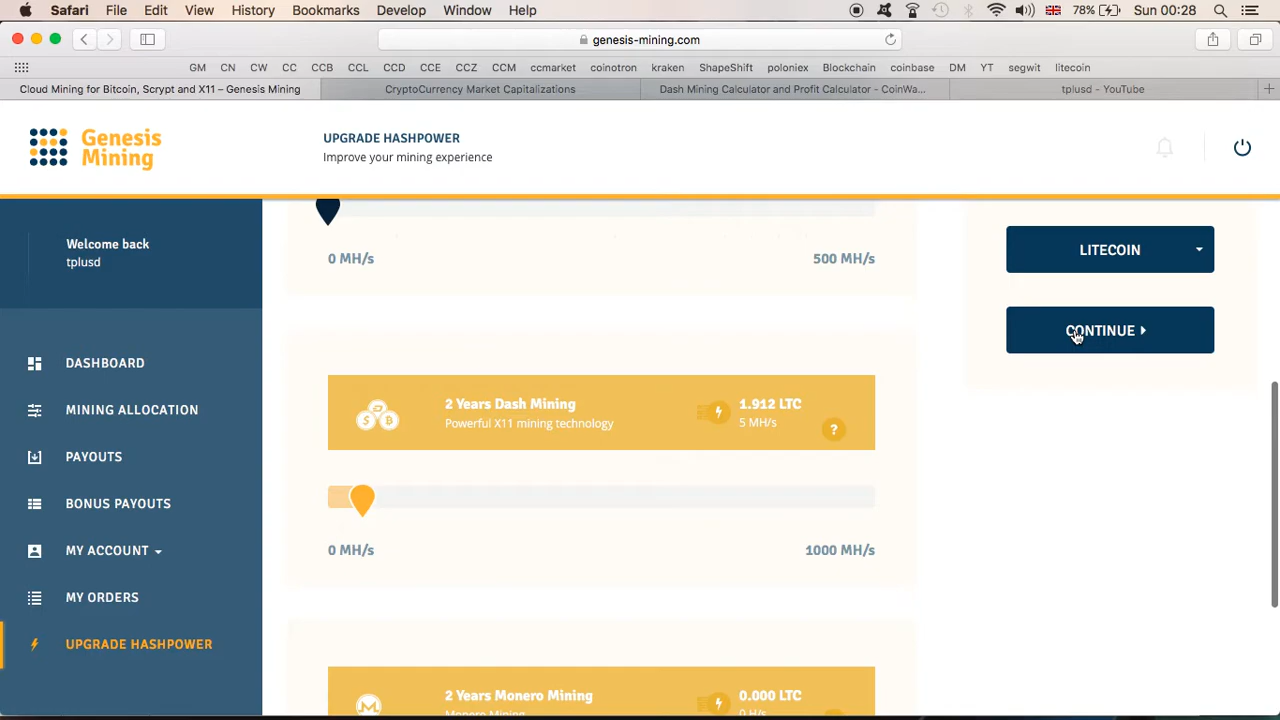 Safari File Edit View History Bookmarks Develop Window Help 78% Sun 00:28
genesis-mining.com
GM CN CW CC CCB CCL CCD CCE CCZ CCM ccmarket coinotron kraken ShapeShift poloniex Blockchain coinbase DM YT segwit litecoin
Cloud Mining for Bitcoin, Scrypt and X11 – Genesis Mining CryptoCurrency Market Capitalizations Dash Mining Calculator and Profit Calculator - CoinWa... tplusd - YouTube
Genesis
Mining
UPGRADE HASHPOWER
Improve your mining experience
Welcome back
tplusd
DASHBOARD
MINING ALLOCATION
PAYOUTS
BONUS PAYOUTS
MY ACCOUNT
MY ORDERS
UPGRADE HASHPOWER
0 MH/s 500 MH/s
2 Years Dash Mining 1.912 LTC
Powerful X11 mining technology 5 MH/s ?
0 MH/s 1000 MH/s
2 Years Monero Mining 0.000 LTC
Monero Mining 0 H/s
LITECOIN
CONTINUE